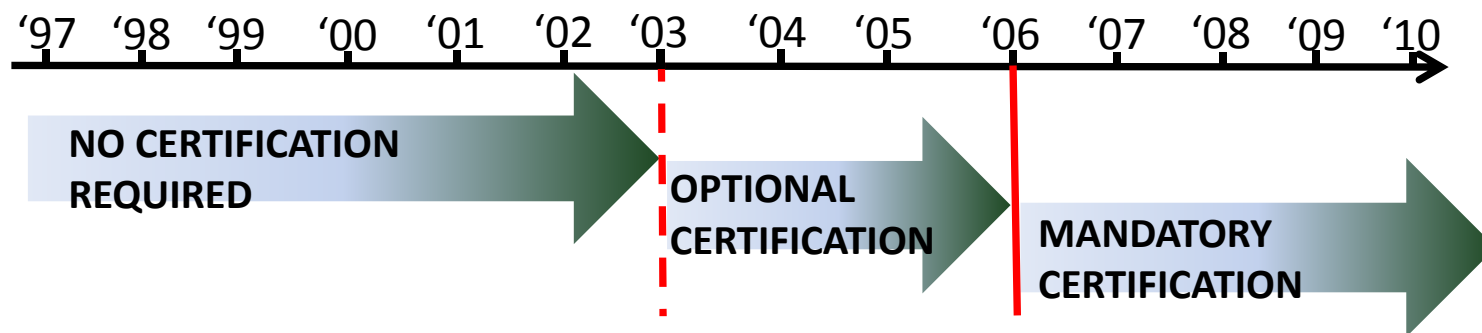 ‘97 ‘98 ‘99 ‘00 ‘01 ‘02 ‘03 ‘04 ‘05 ‘06 ‘07 ‘08 ‘09 ‘10
NO CERTIFICATION
REQUIRED
OPTIONAL
CERTIFICATION
MANDATORY
CERTIFICATION